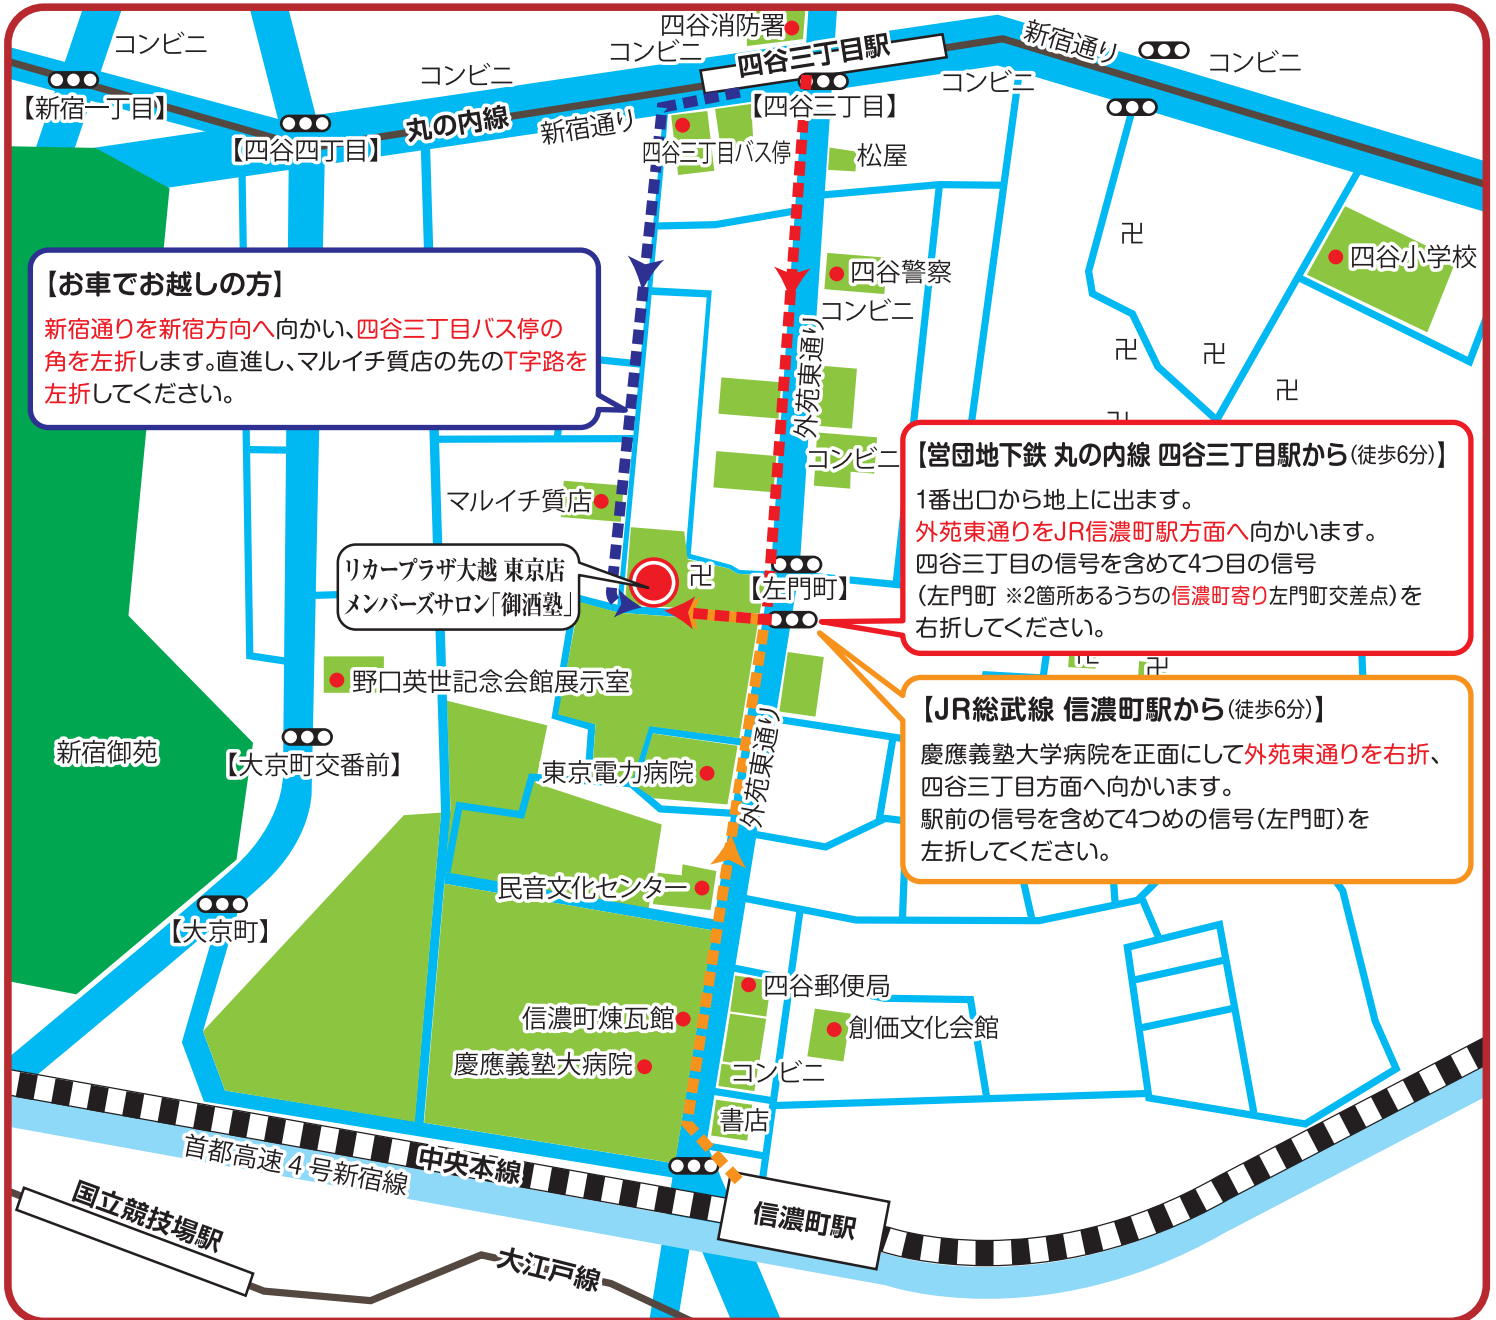 四谷消防署
コンビニ
コンビニ
コンビニ
四谷三丁目駅
新宿通り
コンビニ
コンビニ
【新宿一丁目】
【四谷四丁目】
丸の内線
新宿通り
【四谷三丁目】
四谷三丁目バス停
松屋
卍
四谷小学校
四谷警察
コンビニ
【お車でお越しの方】
新宿通りを新宿方向へ向かい、四谷三丁目バス停の
角を左折します。直進し、マルイチ質店の先のT字路を
左折してください。
外苑東通り
卍
卍
卍
コンビニ
【営団地下鉄 丸の内線 四谷三丁目駅から(徒歩6分)】
1番出口から地上に出ます。
外苑東通りをJR信濃町駅方面へ向かいます。
四谷三丁目の信号を含めて4つ目の信号
(左門町 ※2箇所あるうちの信濃町寄り左門町交差点)を
右折してください。
マルイチ質店
リカープラザ大越 東京店
メンバーズサロン「御酒塾」
卍
【左門町】
卍
卍
野口英世記念会館展示室
【JR総武線 信濃町駅から(徒歩6分)】
慶應義塾大学病院を正面にして外苑東通りを右折、
四谷三丁目方面へ向かいます。
駅前の信号を含めて4つめの信号(左門町)を
左折してください。
新宿御苑
【大京町交番前】
東京電力病院
外苑東通り
民音文化センター
【大京町】
四谷郵便局
信濃町煉瓦館
創価文化会館
慶應義塾大病院
コンビニ
書店
首都高速4号新宿線
中央本線
信濃町駅
国立競技場駅
大江戸線